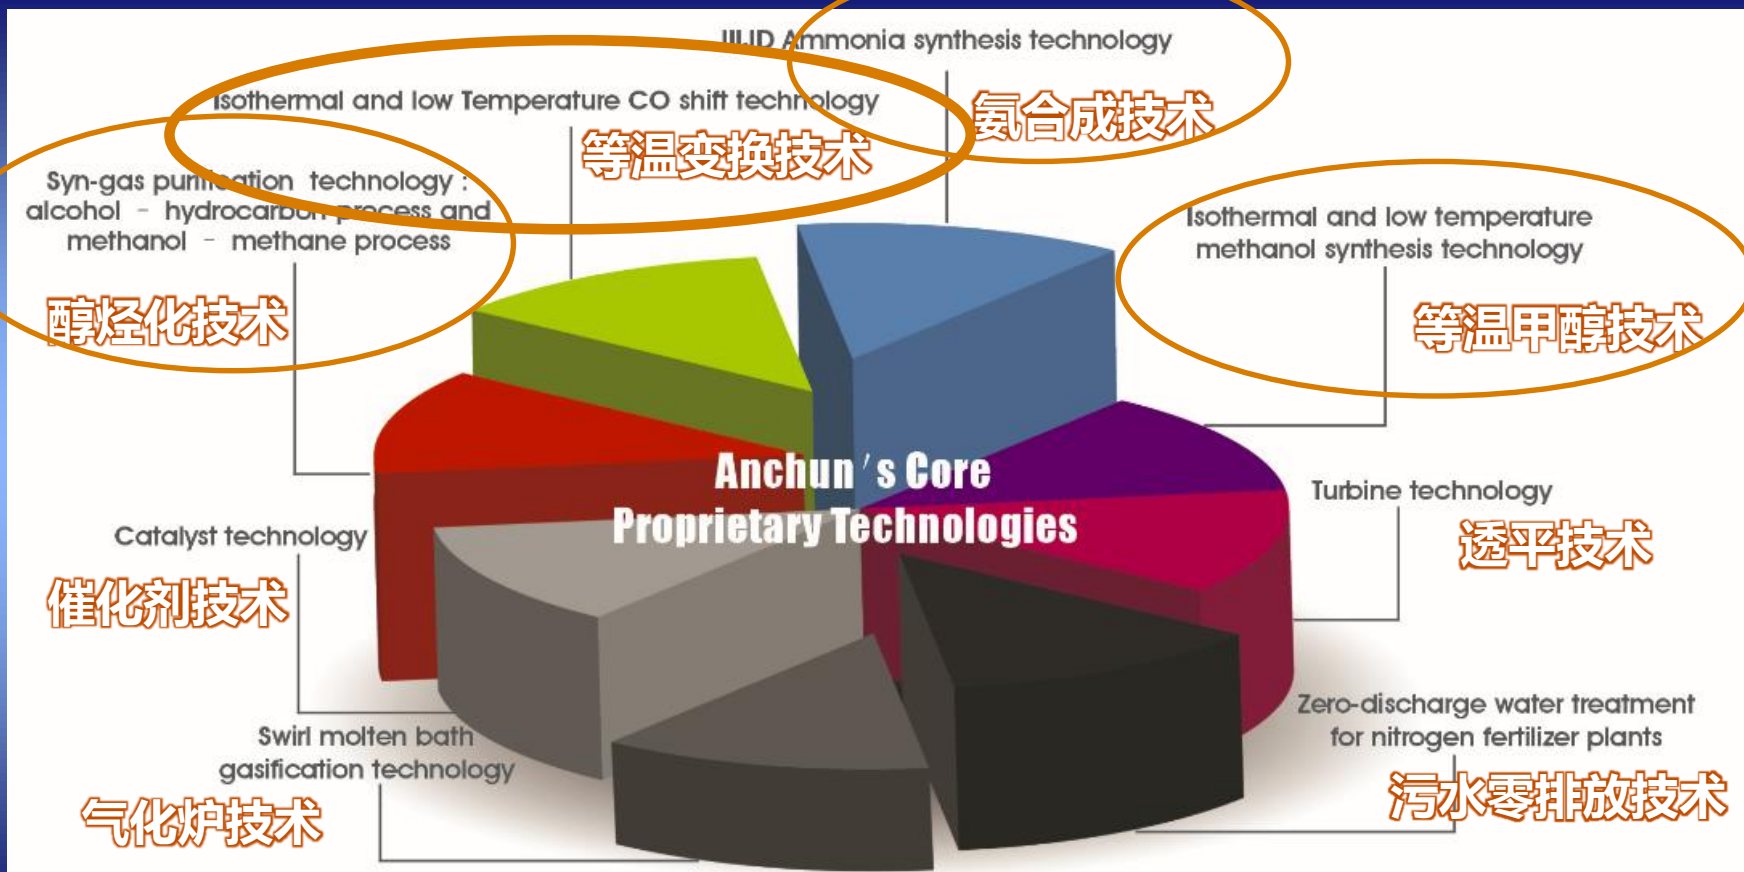 IIIJD Ammonia synthesis technology
氨合成技术
Isothermal and low Temperature CO shift technology
等温变换技术
Syn-gas purification technology :
alcohol - hydrocarbon process and
methanol - methane process
醇烃化技术
Isothermal and low temperature
methanol synthesis technology
等温甲醇技术
Anchun's Core
Proprietary Technologies
Turbine technology
透平技术
Catalyst technology
催化剂技术
Zero-discharge water treatment
for nitrogen fertilizer plants
污水零排放技术
Swirl molten bath
gasification technology
气化炉技术